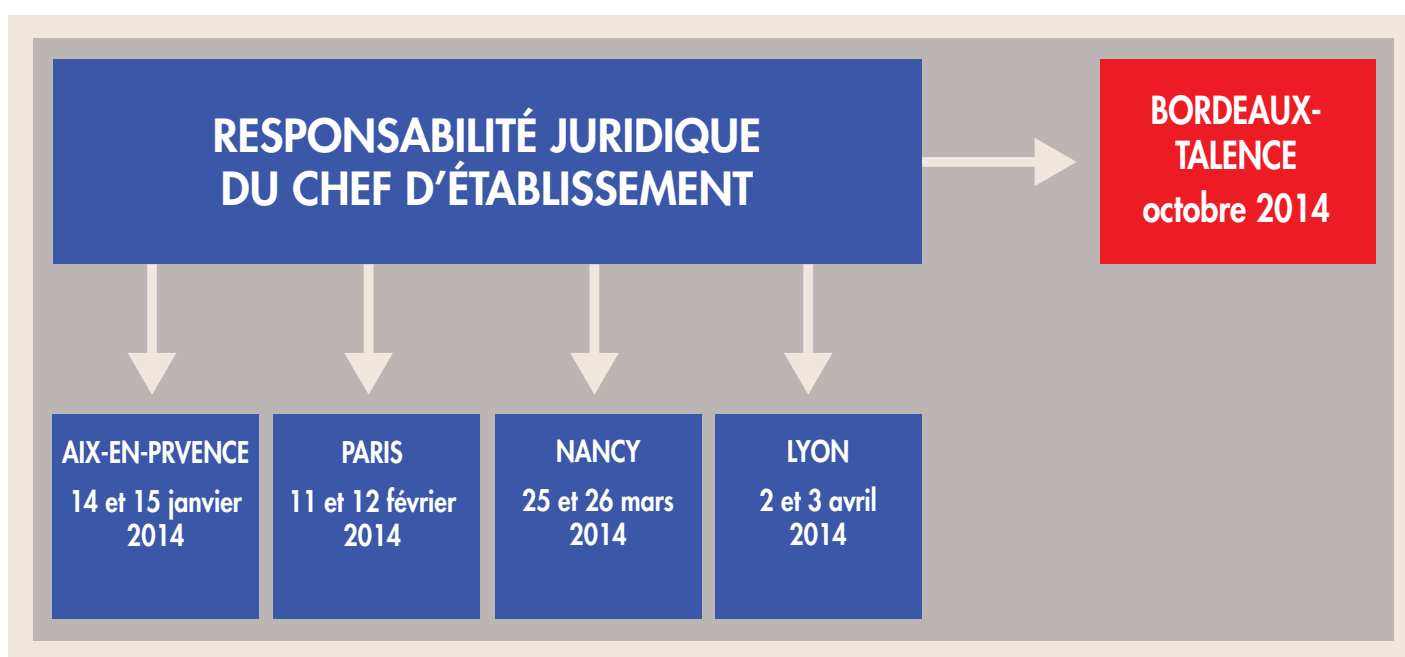 RESPONSABILITÉ JURIDIQUE
DU CHEF D’ÉTABLISSEMENT
BORDEAUX-
TALENCE
octobre 2014
AIX-EN-PRVENCE
14 et 15 janvier
2014
PARIS
11 et 12 février
2014
NANCY
25 et 26 mars
2014
LYON
2 et 3 avril
2014